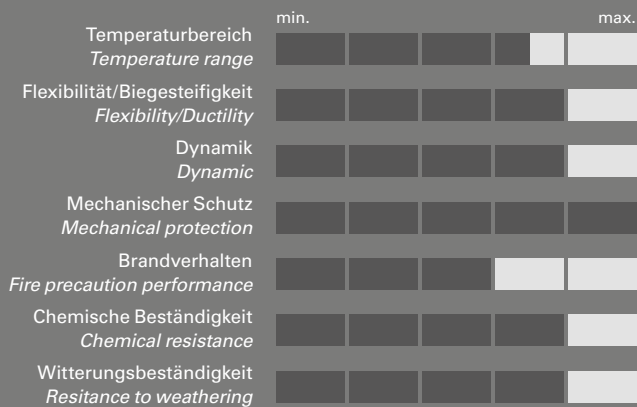 min. max.
Temperaturbereich
Temperature range
Flexibilität/Biegesteifigkeit
Flexibility/Ductility
Dynamik
Dynamic
Mechanischer Schutz
Mechanical protection
Brandverhalten
Fire precaution performance
Chemische Beständigkeit
Chemical resistance
Witterungsbeständigkeit
Resitance to weathering